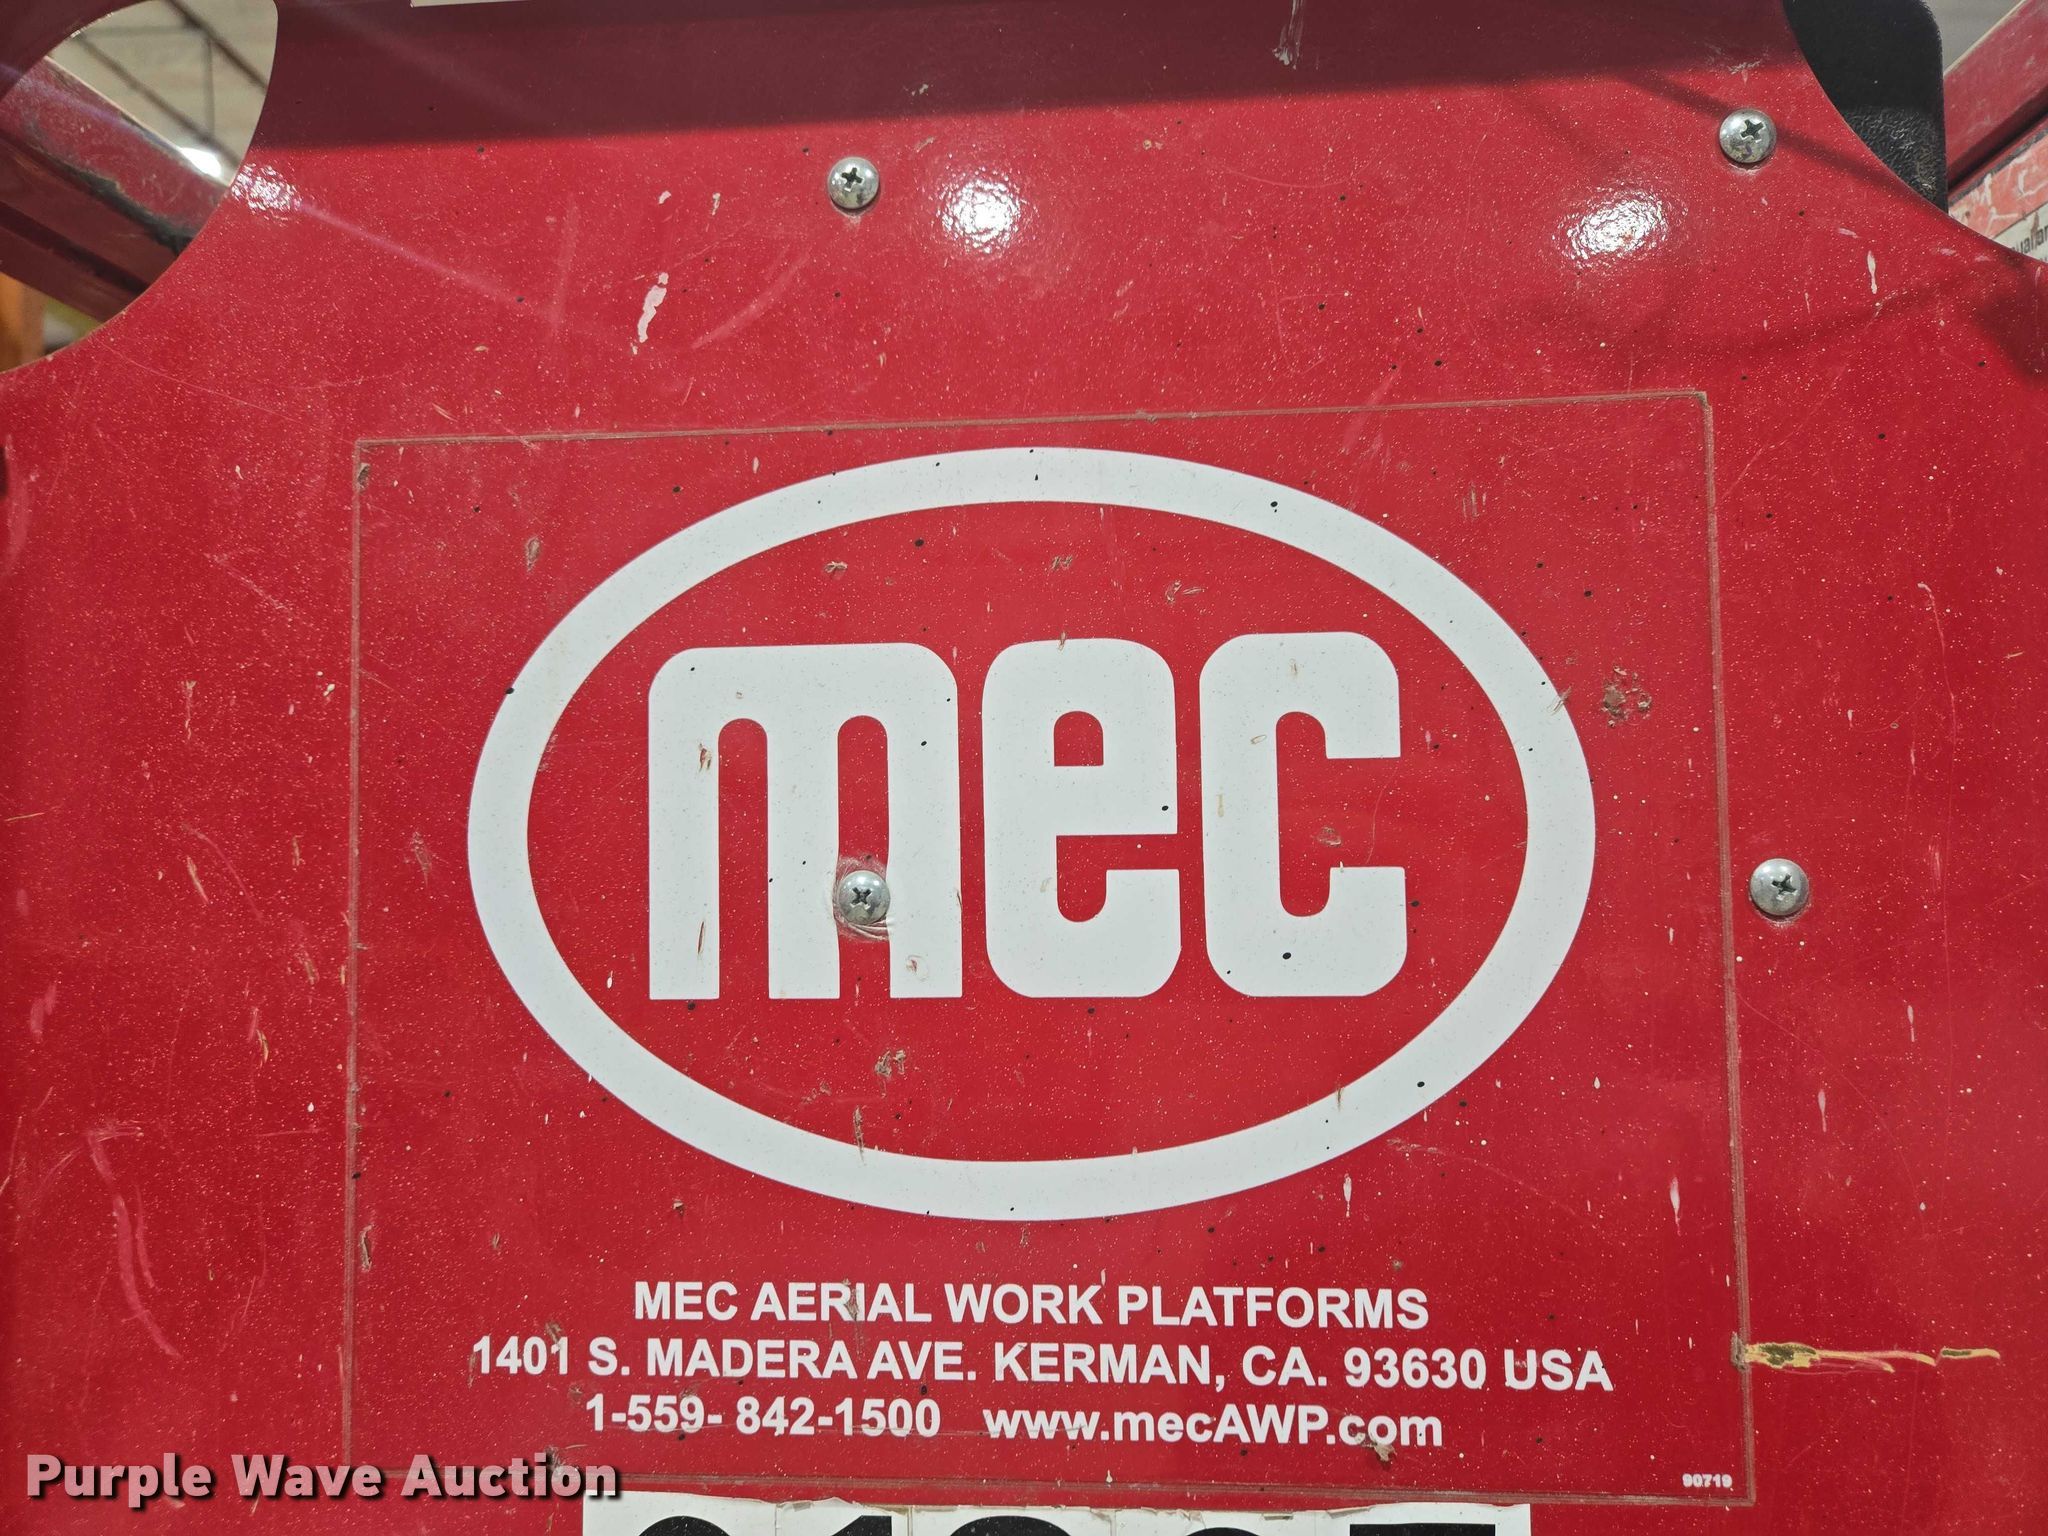 mec
MEC AERIAL WORK PLATFORMS
1401 S. MADERA AVE. KERMAN, CA. 93630 USA
1-559- 842-1500 www.mecAWP.com
90719
Purple Wave Auction